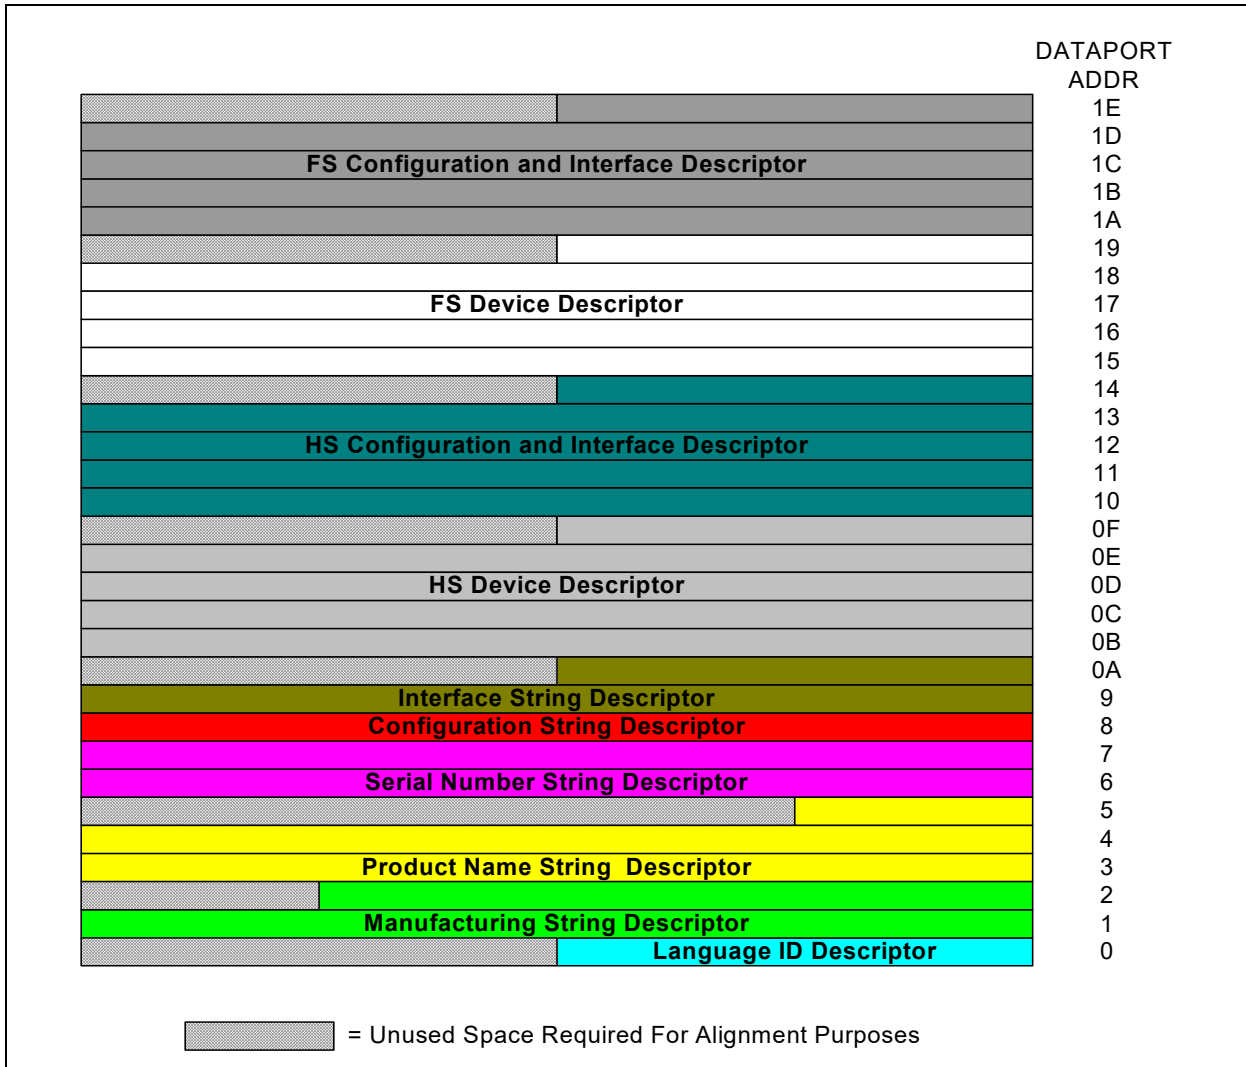 DATAPORT
ADDR
1E
1D
FS Configuration and Interface Descriptor 1C
1B
1A
19
18
FS Device Descriptor 17
16
15
14
13
HS Configuration and Interface Descriptor 12
11
10
0F
0E
HS Device Descriptor 0D
0C
0B
0A
Interface String Descriptor 9
Configuration String Descriptor 8
7
Serial Number String Descriptor 6
5
4
Product Name String Descriptor 3
2
Manufacturing String Descriptor 1
Language ID Descriptor 0
= Unused Space Required For Alignment Purposes